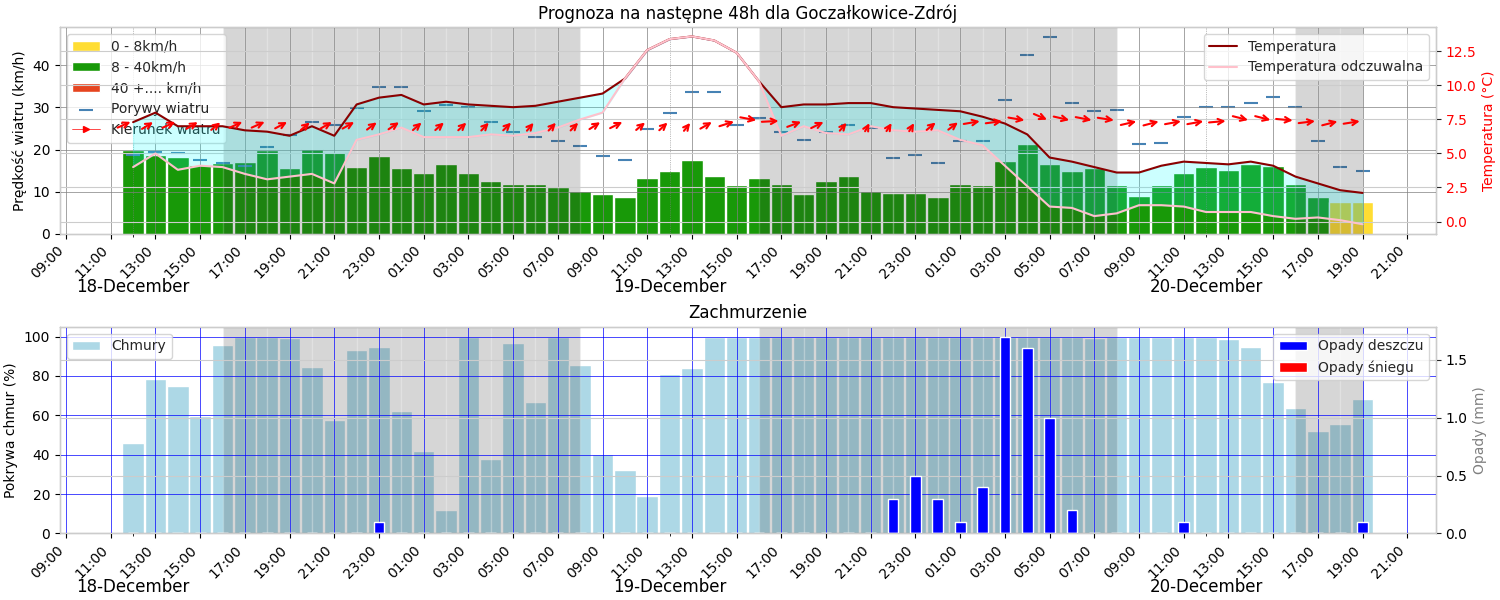 Prognoza na następne 48h dla Goczałkowice-Zdrój
0 - 8km/h
8 - 40km/h
40 +.... km/h
Porywy wiatru
Kierunek wiatru
Temperatura
Temperatura odczuwalna
Prędkość wiatru (km/h)
40
30
20
10
0
12.5
10.0
7.5
5.0
2.5
0.0
Temperatura (°C)
09:00 11:00 13:00 15:00 17:00 19:00 21:00 23:00 01:00 03:00 05:00 07:00 09:00 11:00 13:00 15:00 17:00 19:00 21:00 23:00 01:00 03:00 05:00 07:00 09:00 11:00 13:00 15:00 17:00 19:00 21:00
18-December 19-December 20-December
Zachmurzenie
Chmury
Opady deszczu
Opady śniegu
Pokrywa chmur (%)
100
80
60
40
20
0
1.5
1.0
0.5
0.0
Opady (mm)
09:00 11:00 13:00 15:00 17:00 19:00 21:00 23:00 01:00 03:00 05:00 07:00 09:00 11:00 13:00 15:00 17:00 19:00 21:00 23:00 01:00 03:00 05:00 07:00 09:00 11:00 13:00 15:00 17:00 19:00 21:00
18-December 19-December 20-December